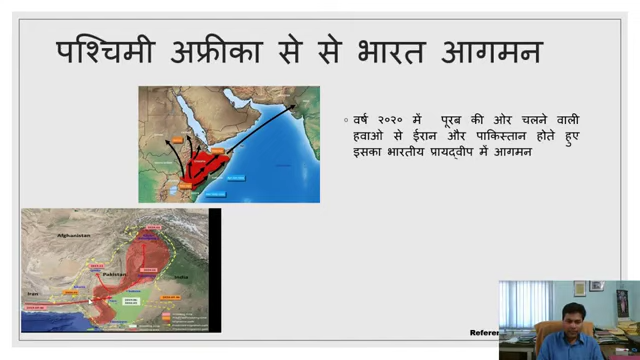 पश्चिमी अफ्रीका से से भारत आगमन
वर्ष २०२० में पूरब की ओर चलने वाली
हवाओ से ईरान और पाकिस्तान होते हुए
इसका भारतीय प्रायद्वीप में आगमन
Afghanistan
Pakistan
India
Iran
Referen